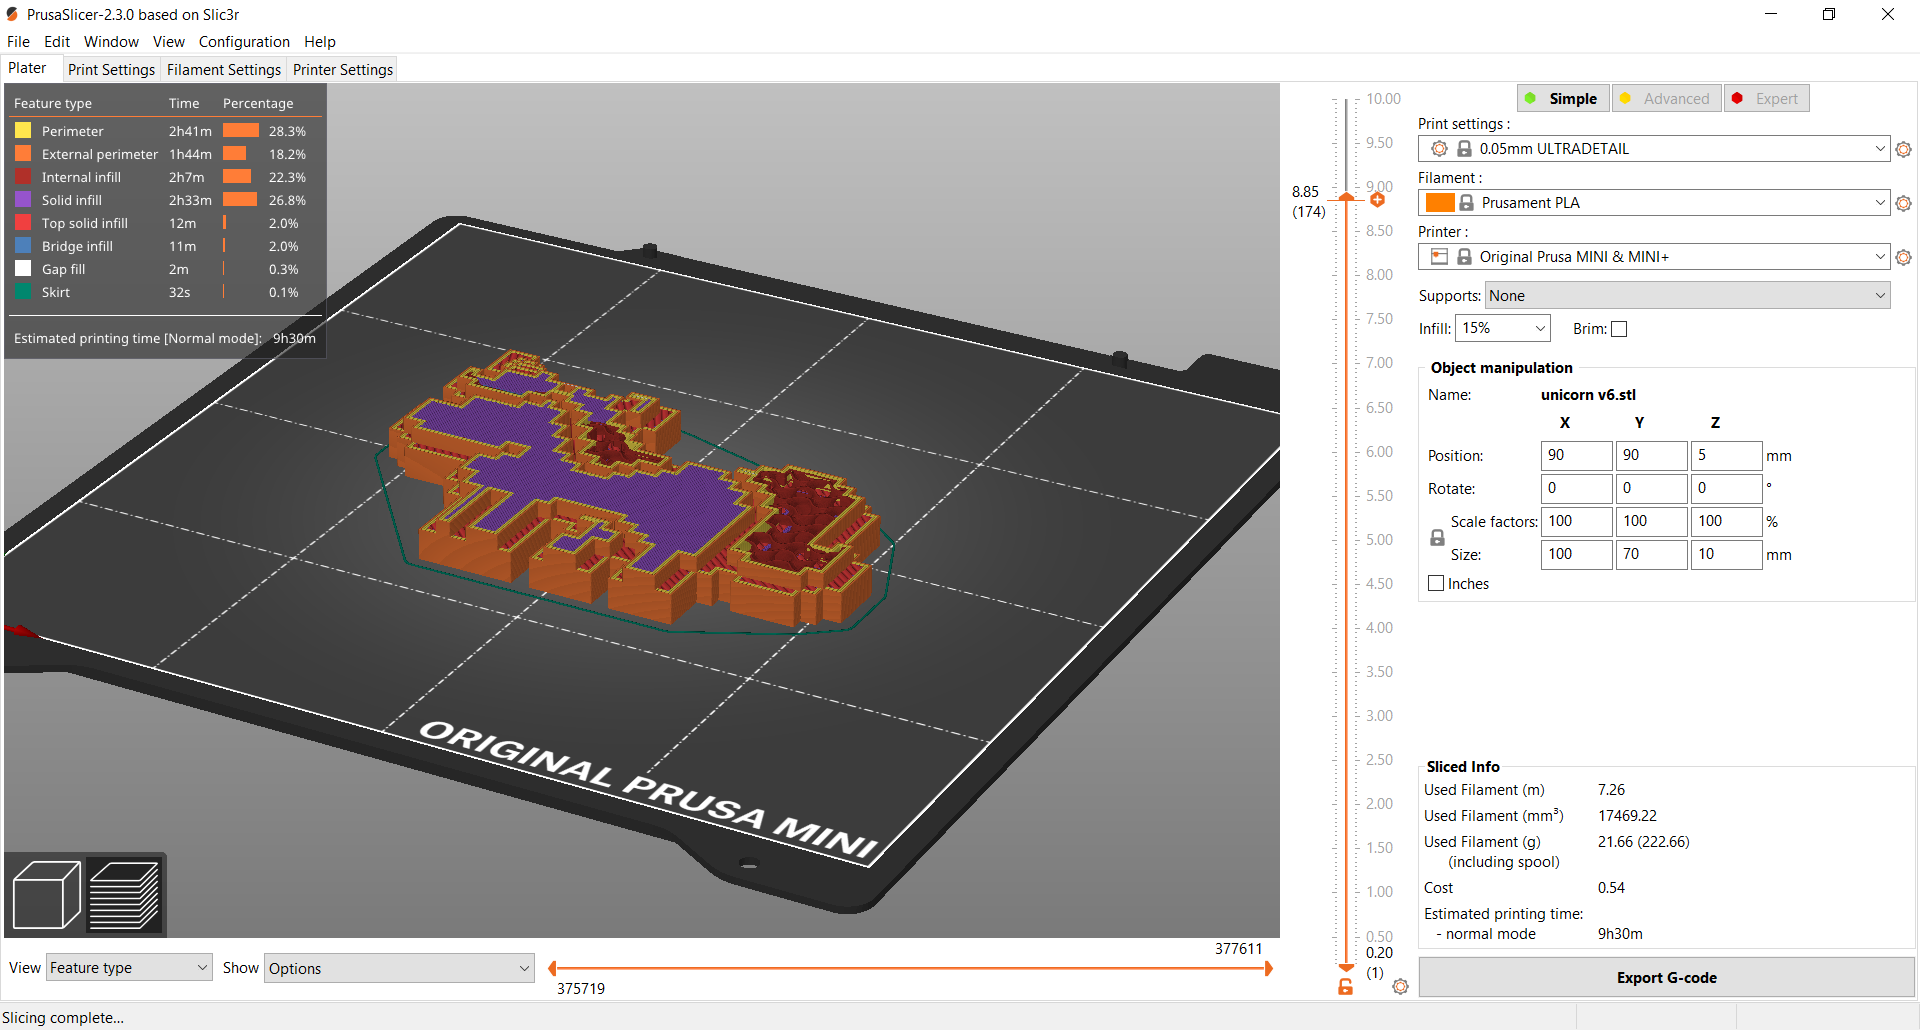 PrusaSlicer-2.3.0 based on Slic3r
File Edit Window View Configuration Help
Plater Print Settings Filament Settings Printer Settings
Feature type Time Percentage
Perimeter 2h41m 28.3%
External perimeter 1h44m 18.2%
Internal infill 2h7m 22.3%
Solid infill 2h33m 26.8%
Top solid infill 12m 2.0%
Bridge infill 11m 2.0%
Gap fill 2m 0.3%
Skirt 32s 0.1%
Estimated printing time [Normal mode]: 9h30m
ORIGINAL PRUSA MINI
View Feature type Show Options
377611
375719
8.85
(174)
10.00
9.50
9.00
8.50
8.00
7.50
7.00
6.50
6.00
5.50
5.00
4.50
4.00
3.50
3.00
2.50
2.00
1.50
1.00
0.50
0.20
(1)
Simple Advanced Expert
Print settings :
0.05mm ULTRADETAIL
Filament :
Prusament PLA
Printer :
Original Prusa MINI & MINI+
Supports: None
Infill: 15% Brim:
Object manipulation
Name: unicorn v6.stl
X Y Z
Position: 90 90 5 mm
Rotate: 0 0 0 °
Scale factors: 100 100 100 %
Size: 100 70 10 mm
Inches
Sliced Info
Used Filament (m) 7.26
Used Filament (mm³) 17469.22
Used Filament (g) 21.66 (222.66)
(including spool)
Cost 0.54
Estimated printing time:
- normal mode 9h30m
Export G-code
Slicing complete...